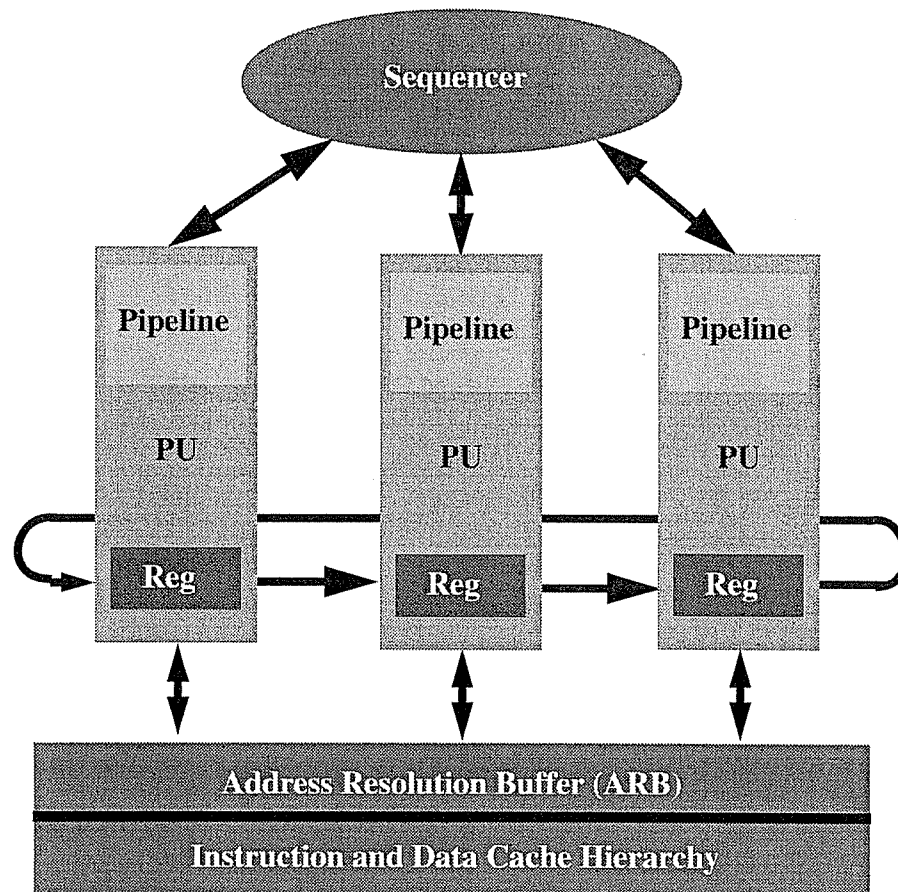 Sequencer
Pipeline
Pipeline
Pipeline
PU
PU
PU
Reg
Reg
Reg
Address Resolution Buffer (ARB)
Instruction and Data Cache Hierarchy